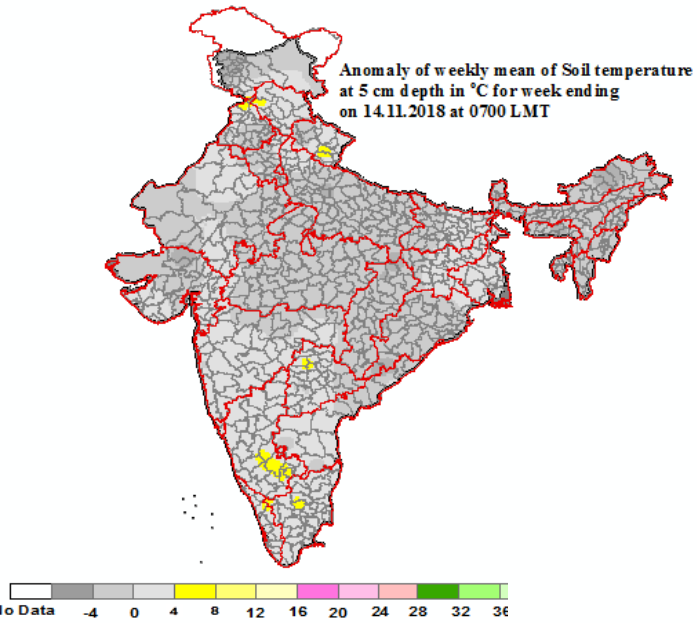 Anomaly of weekly mean of Soil temperature
at 5 cm depth in °C for week ending
on 14.11.2018 at 0700 LMT
o Data -4 0 4 8 12 16 20 24 28 32 36